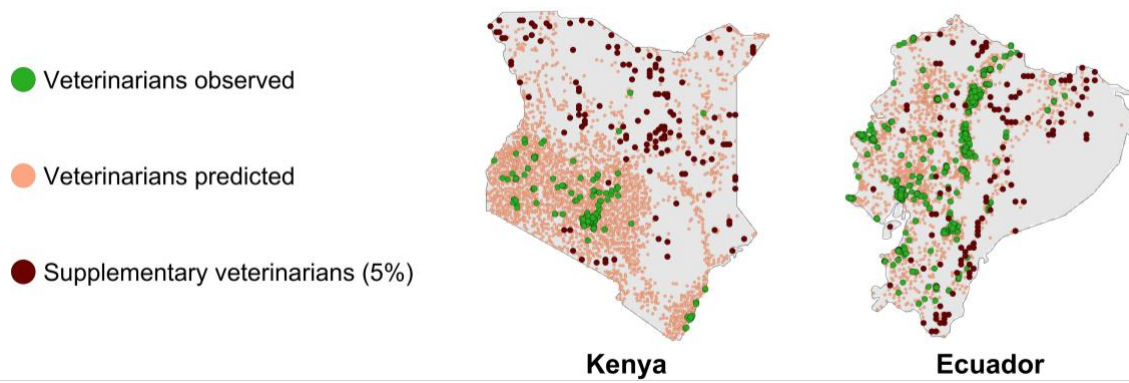 Veterinarians observed
Veterinarians predicted
Supplementary veterinarians (5%)
Kenya
Ecuador